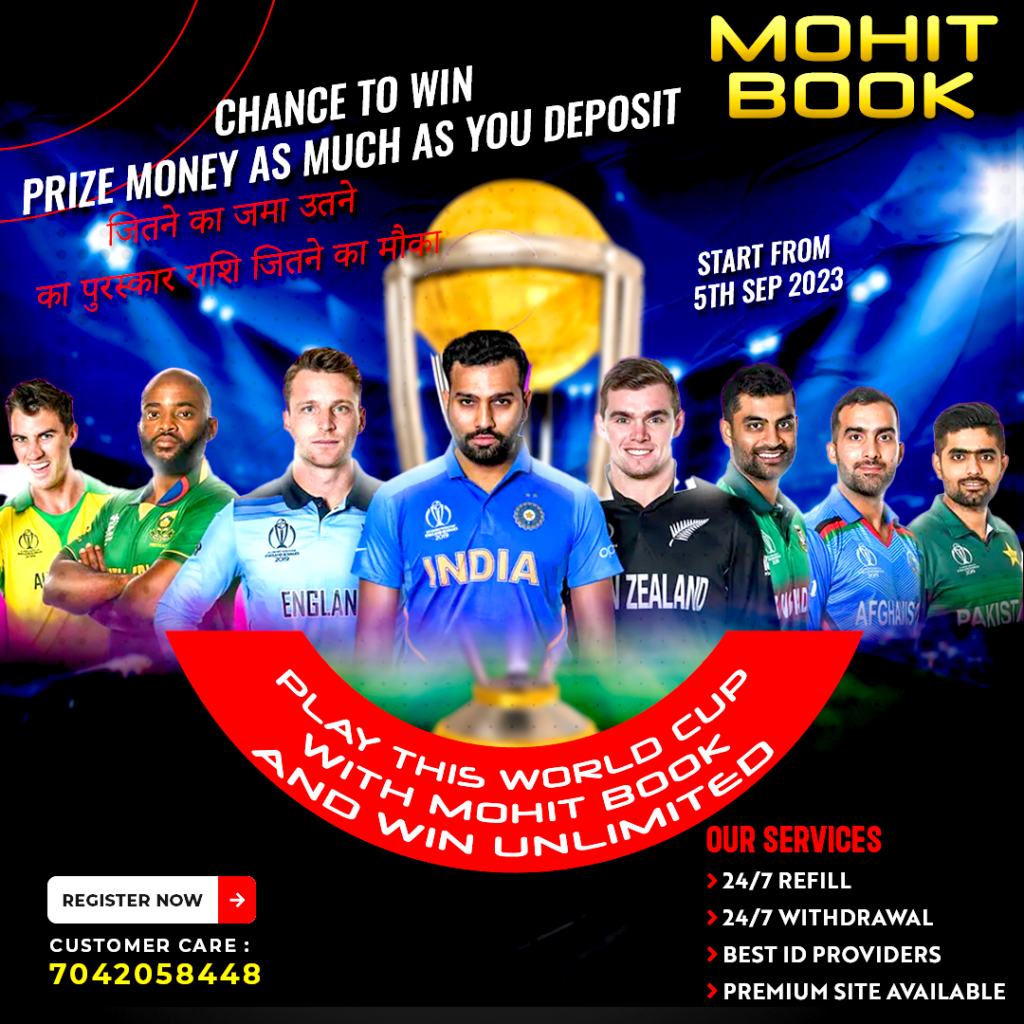 MOHIT
BOOK
CHANCE TO WIN
PRIZE MONEY AS MUCH AS YOU DEPOSIT
जितने का जमा उतने
का पुरस्कार राशि जितने का मौका
START FROM
5TH SEP 2023
ENGLAN
INDIA
ZEALAND
AFGHANIS
PAKIST
PLAY THIS WORLD CUP
WITH MOHIT BOOK
AND WIN UNLIMITED
OUR SERVICES
24/7 REFILL
24/7 WITHDRAWAL
BEST ID PROVIDERS
PREMIUM SITE AVAILABLE
REGISTER NOW
CUSTOMER CARE :
7042058448